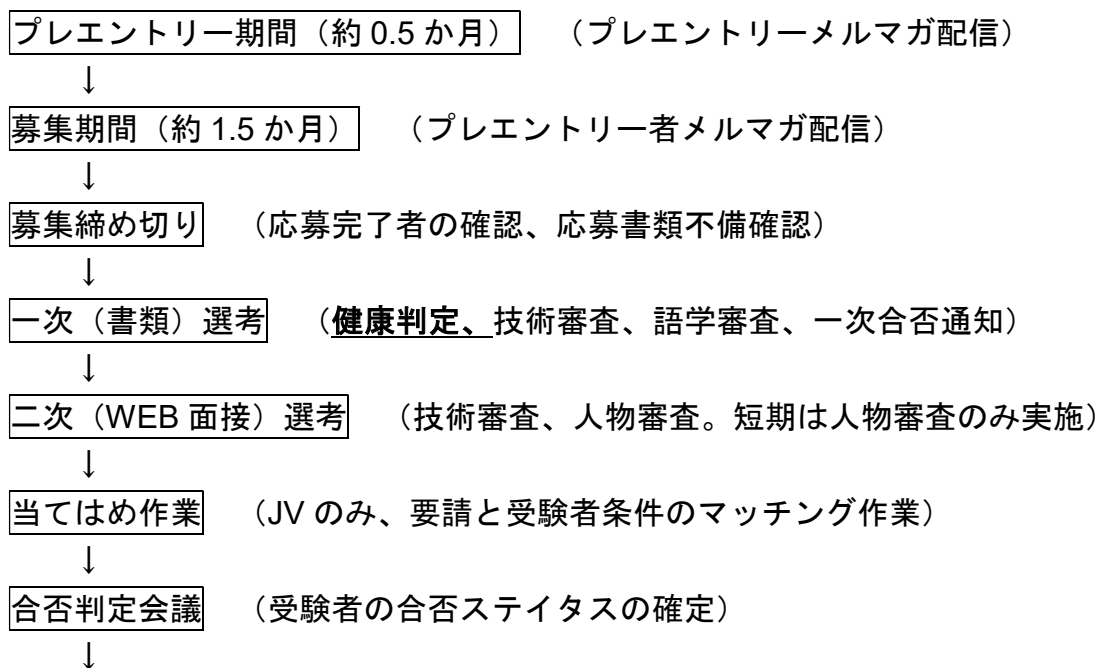 プレエントリー期間（約 0.5 か月）　（プレエントリーメルマガ配信）
↓
募集期間（約 1.5 か月）　（プレエントリー者メルマガ配信）
↓
募集締め切り　（応募完了者の確認、応募書類不備確認）
↓
一次（書類）選考　（健康判定、技術審査、語学審査、一次合否通知）
↓
二次（WEB 面接）選考　（技術審査、人物審査。短期は人物審査のみ実施）
↓
当てはめ作業　（JV のみ、要請と受験者条件のマッチング作業）
↓
合否判定会議　（受験者の合否ステイタスの確定）
↓